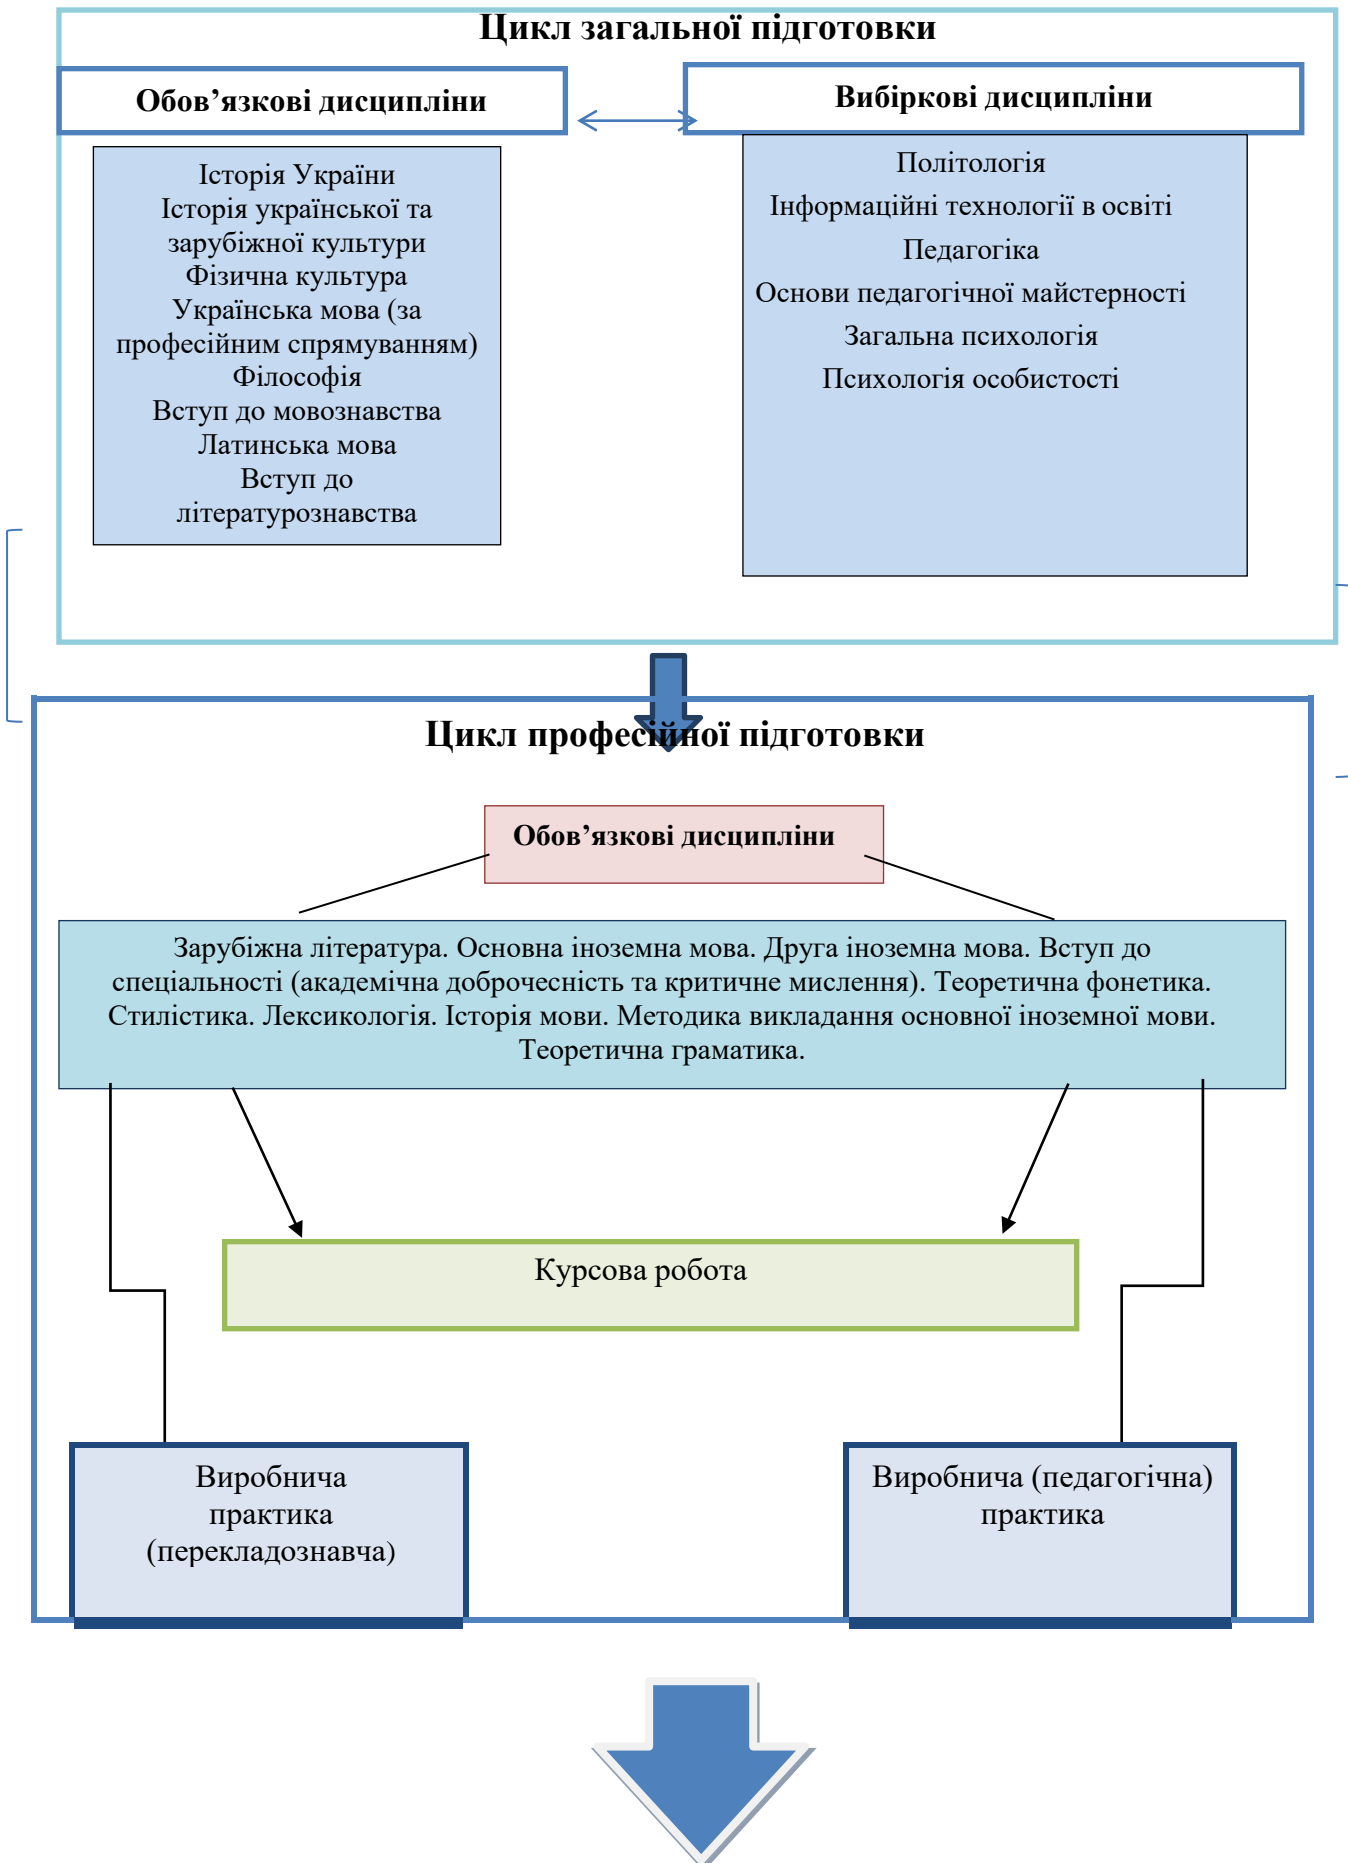 Цикл загальної підготовки
Обов’язкові дисципліни
Вибіркові дисципліни
Історія України
Історія української та
зарубіжної культури
Фізична культура
Українська мова (за
професійним спрямуванням)
Філософія
Вступ до мовознавства
Латинська мова
Вступ до
літературознавства
Політологія
Інформаційні технології в освіті
Педагогіка
Основи педагогічної майстерності
Загальна психологія
Психологія особистості
Цикл професійної підготовки
Обов’язкові дисципліни
Зарубіжна література. Основна іноземна мова. Друга іноземна мова. Вступ до
спеціальності (академічна доброчесність та критичне мислення). Теоретична фонетика.
Стилістика. Лексикологія. Історія мови. Методика викладання основної іноземної мови.
Теоретична граматика.
Курсова робота
Виробнича
практика
(перекладознавча)
Виробнича (педагогічна)
практика